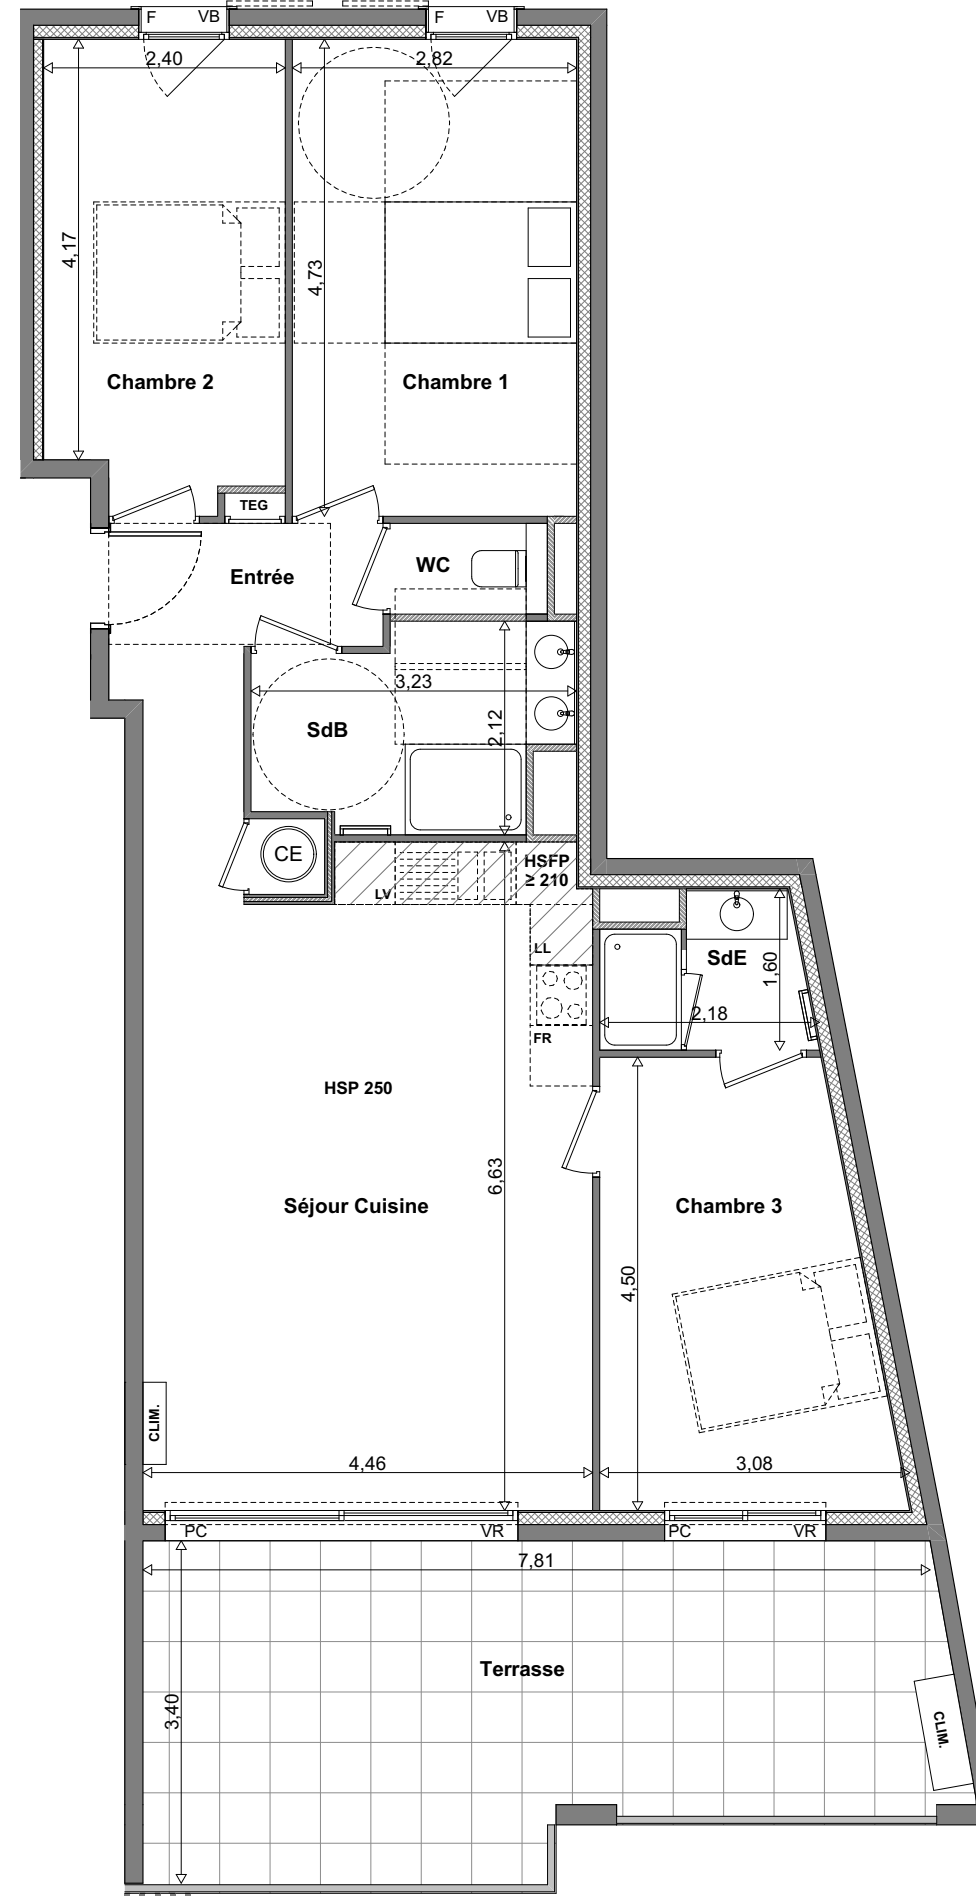 F VB
F VB
2,40
2,82
4,17
4,73
Chambre 2
Chambre 1
TEG
WC
Entrée
3,23
2,12
SdB
CE
HSFP
≥ 210
LV
LL
SdE
1,60
2,18
FR
HSP 250
6,63
Séjour Cuisine
Chambre 3
4,50
CLIM.
4,46
3,08
PC VR
PC VR
7,81
Terrasse
3,40
CLIM.